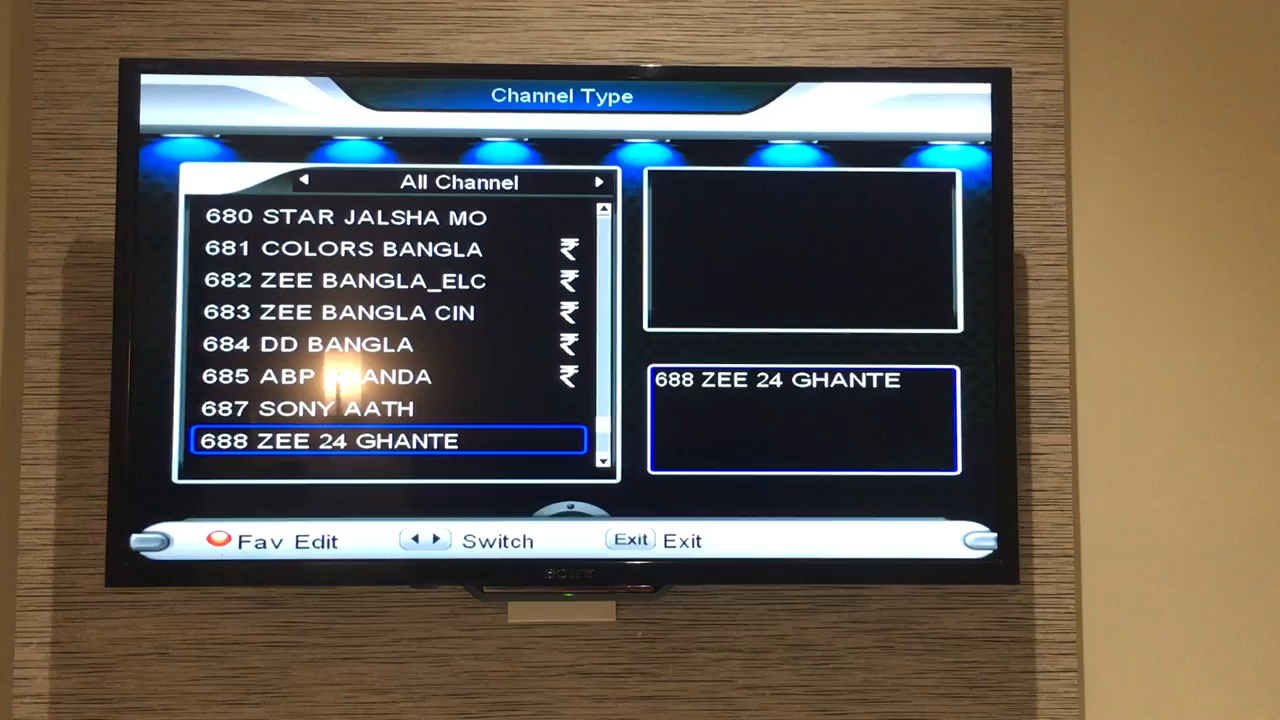 Channel Type
All Channel
680 STAR JALSHA MO
681 COLORS BANGLA ₹
682 ZEE BANGLA_ELC ₹
683 ZEE BANGLA CIN ₹
684 DD BANGLA ₹
685 ABP ₹
687 SONY AATH
688 ZEE 24 GHANTE
688 ZEE 24 GHANTE
Fav Edit
Switch
Exit Exit
SONY